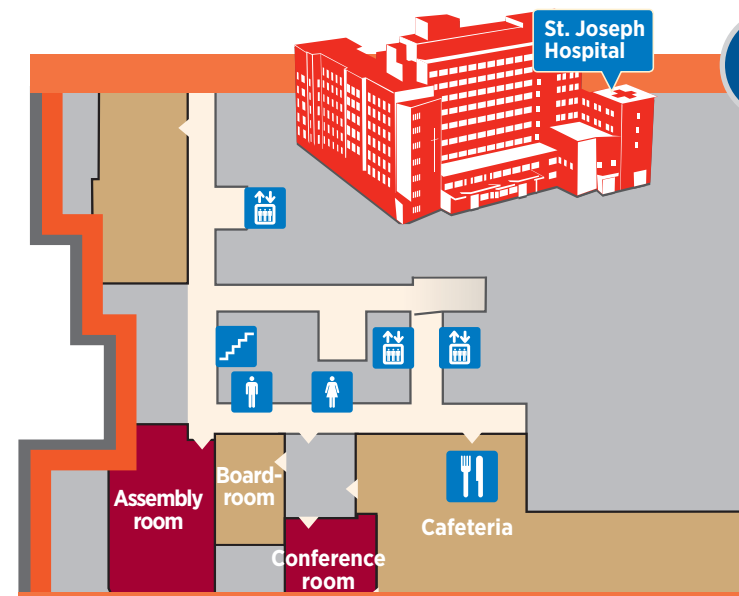 St. Joseph
Hospital
Assembly
room
Board-
room
Cafeteria
Conference
room